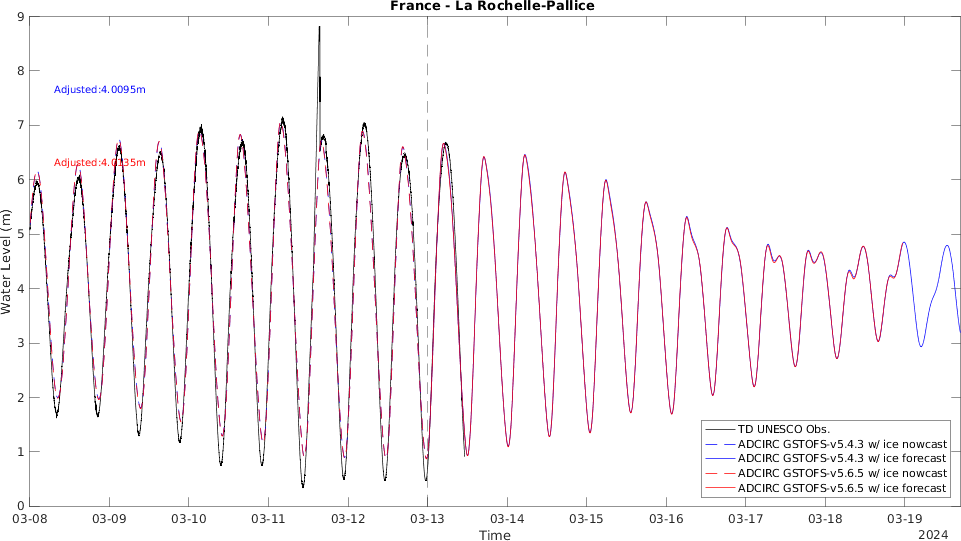 France - La Rochelle-Pallice
9
8
7
6
5
4
3
2
1
0
Water Level (m)
Adjusted:4.0095m
Adjusted:4.0135m
TD UNESCO Obs.
ADCIRC GSTOFS-v5.4.3 w/ ice nowcast
ADCIRC GSTOFS-v5.4.3 w/ ice forecast
ADCIRC GSTOFS-v5.6.5 w/ ice nowcast
ADCIRC GSTOFS-v5.6.5 w/ ice forecast
03-08 03-09 03-10 03-11 03-12 03-13 03-14 03-15 03-16 03-17 03-18 03-19
Time
2024